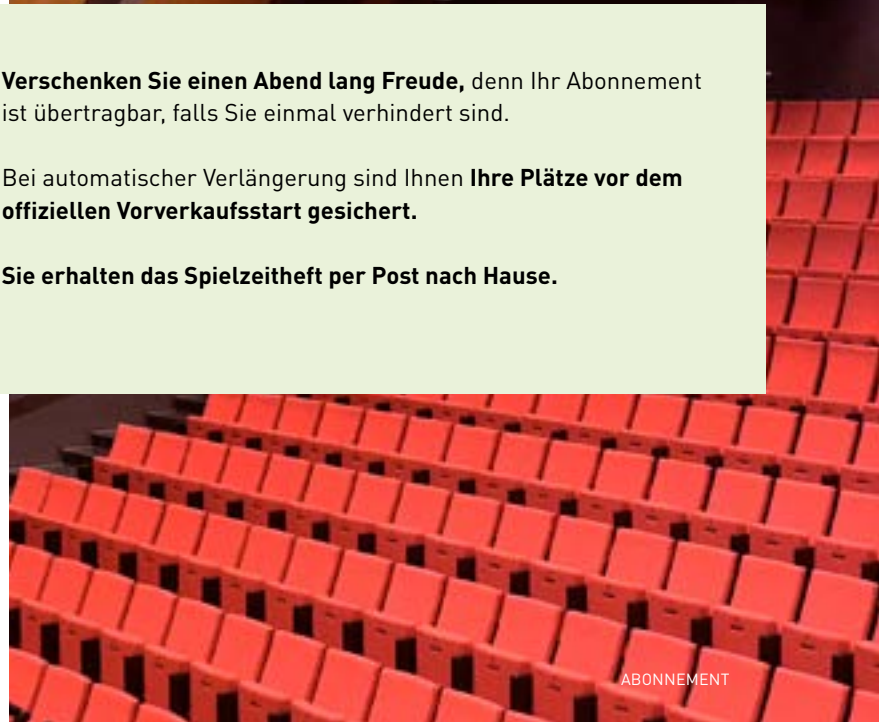 Verschenken Sie einen Abend lang Freude, denn Ihr Abonnement
ist übertragbar, falls Sie einmal verhindert sind.
Bei automatischer Verlängerung sind Ihnen Ihre Plätze vor dem
offiziellen Vorverkaufsstart gesichert.
Sie erhalten das Spielzeitheft per Post nach Hause.
ABONNEMENT